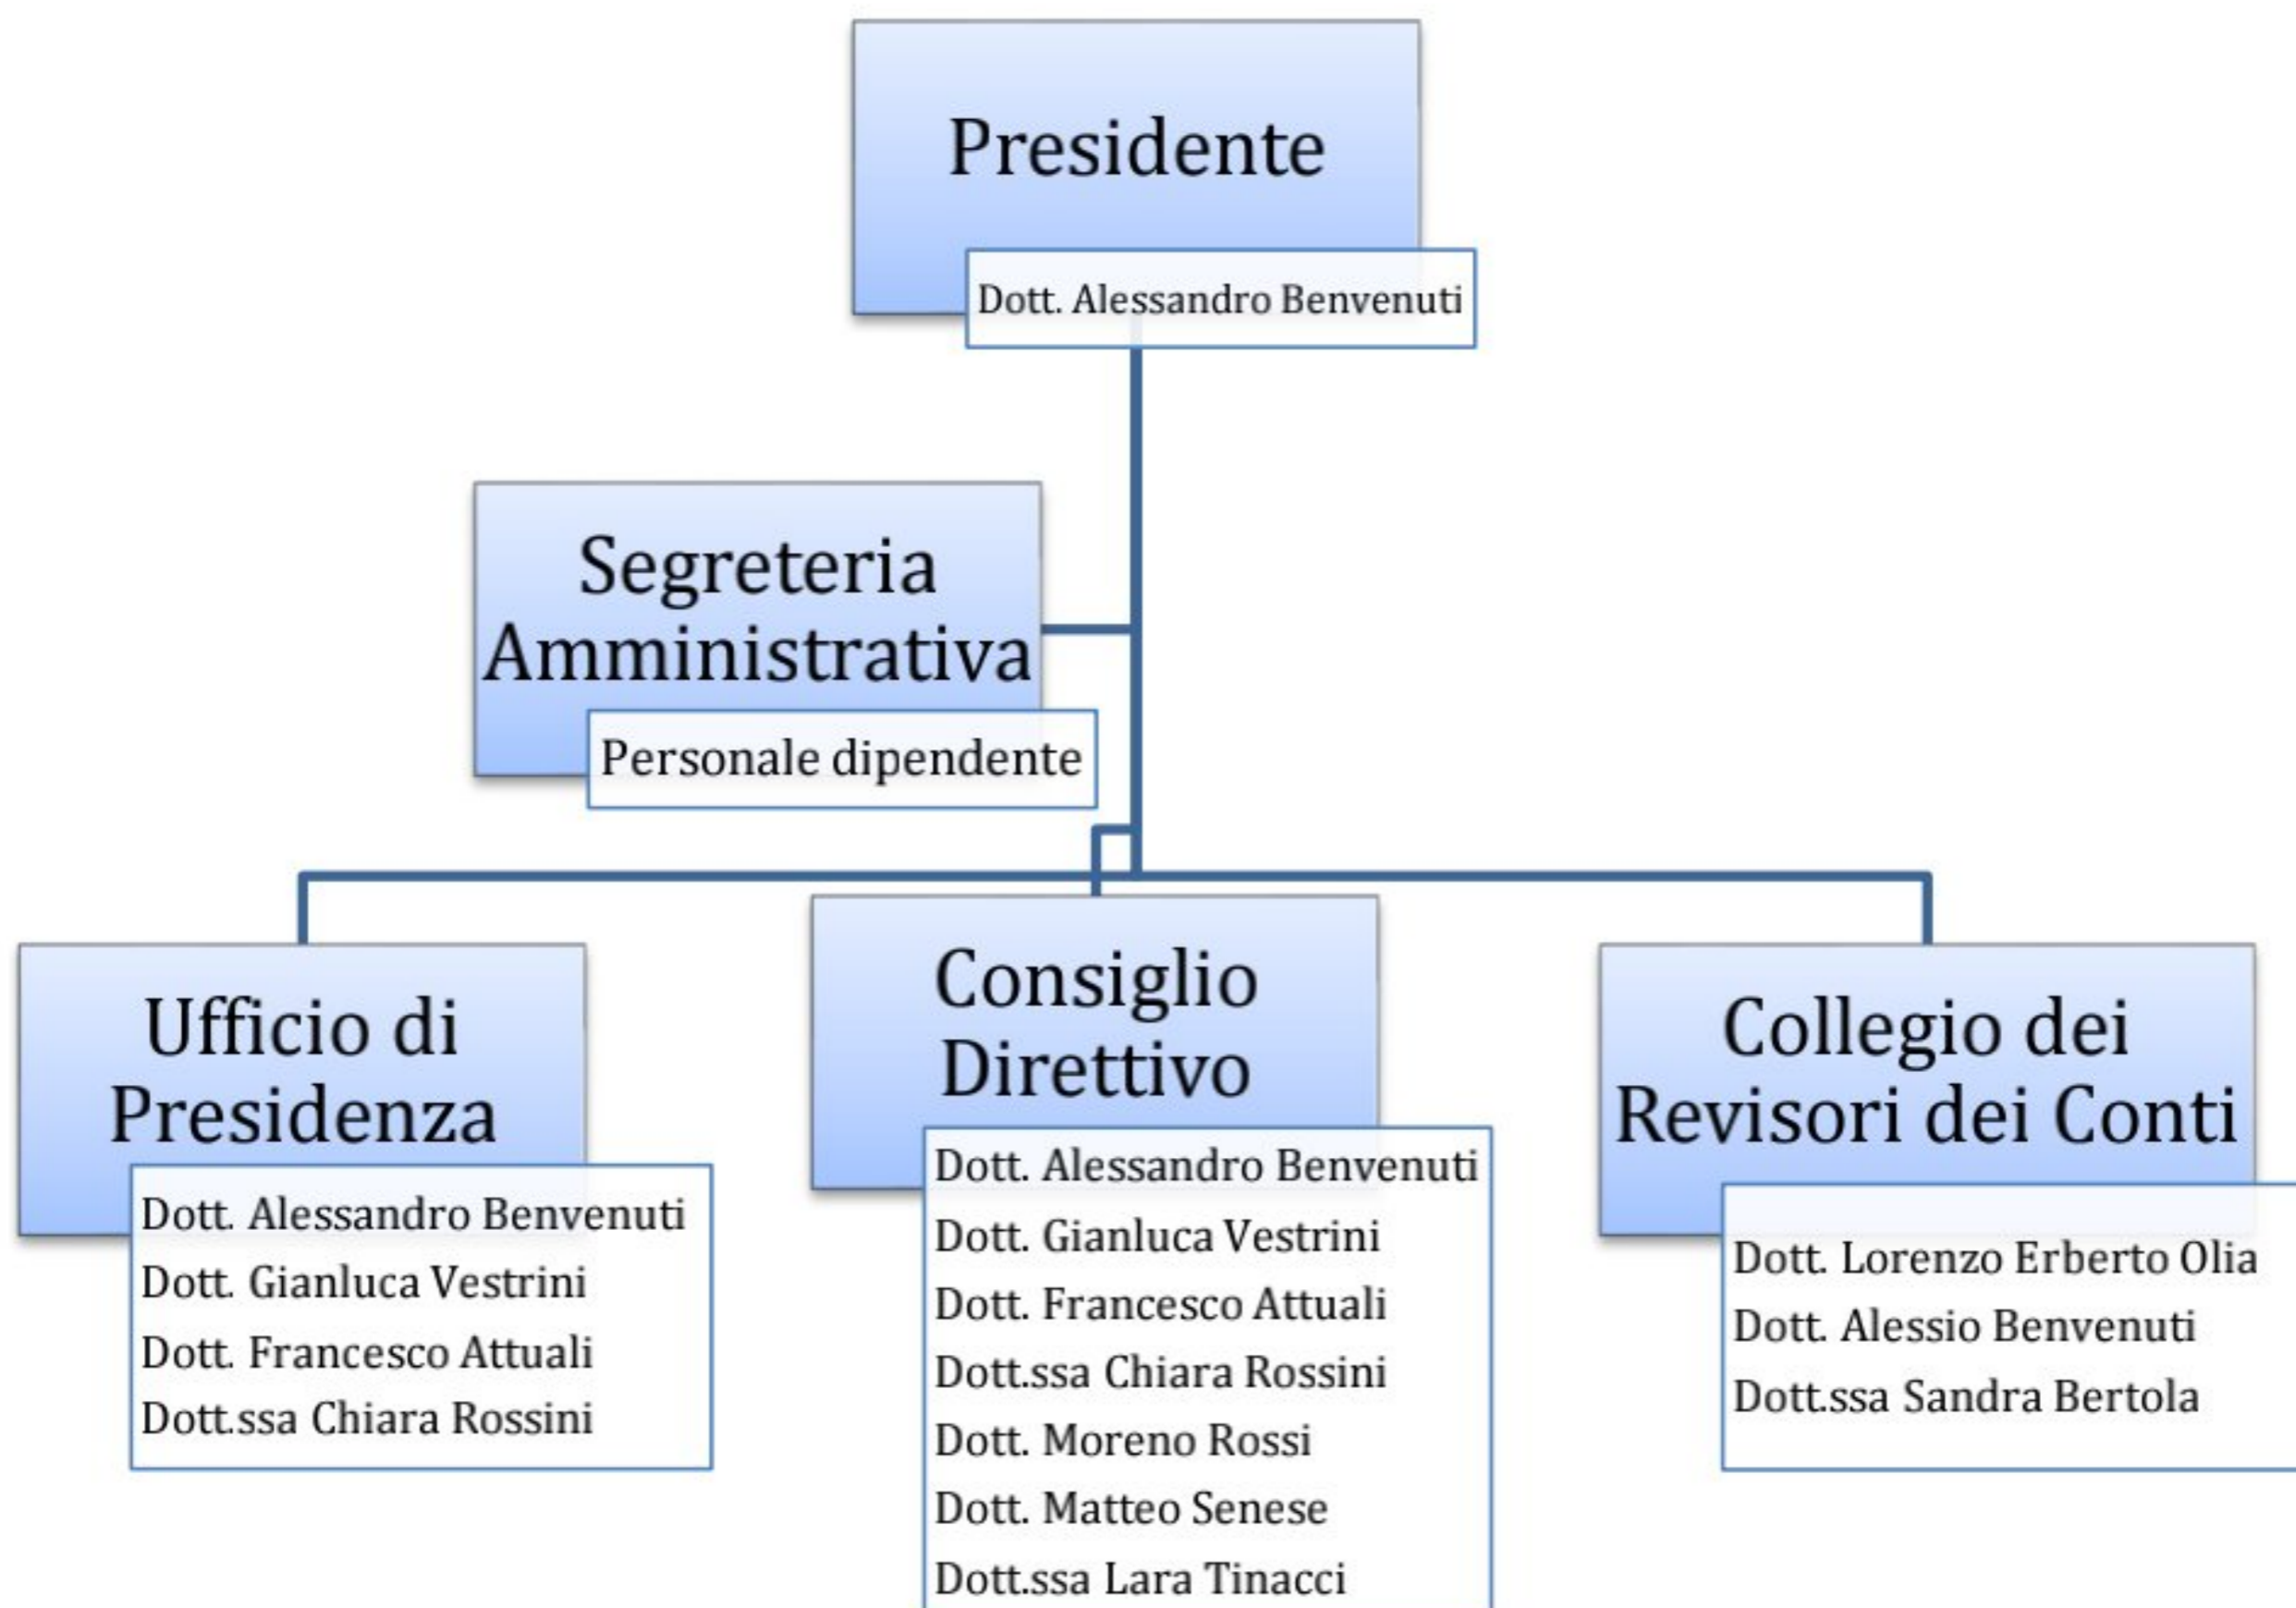 Presidente
Dott. Alessandro Benvenuti
Segreteria
Amministrativa
Personale dipendente
Ufficio di
Presidenza
Dott. Alessandro Benvenuti
Dott. Gianluca Vestrini
Dott. Francesco Attuali
Dott.ssa Chiara Rossini
Consiglio
Direttivo
Dott. Alessandro Benvenuti
Dott. Gianluca Vestrini
Dott. Francesco Attuali
Dott.ssa Chiara Rossini
Dott. Moreno Rossi
Dott. Matteo Senese
Dott.ssa Lara Tinacci
Collegio dei
Revisori dei Conti
Dott. Lorenzo Erberto Olia
Dott. Alessio Benvenuti
Dott.ssa Sandra Bertola